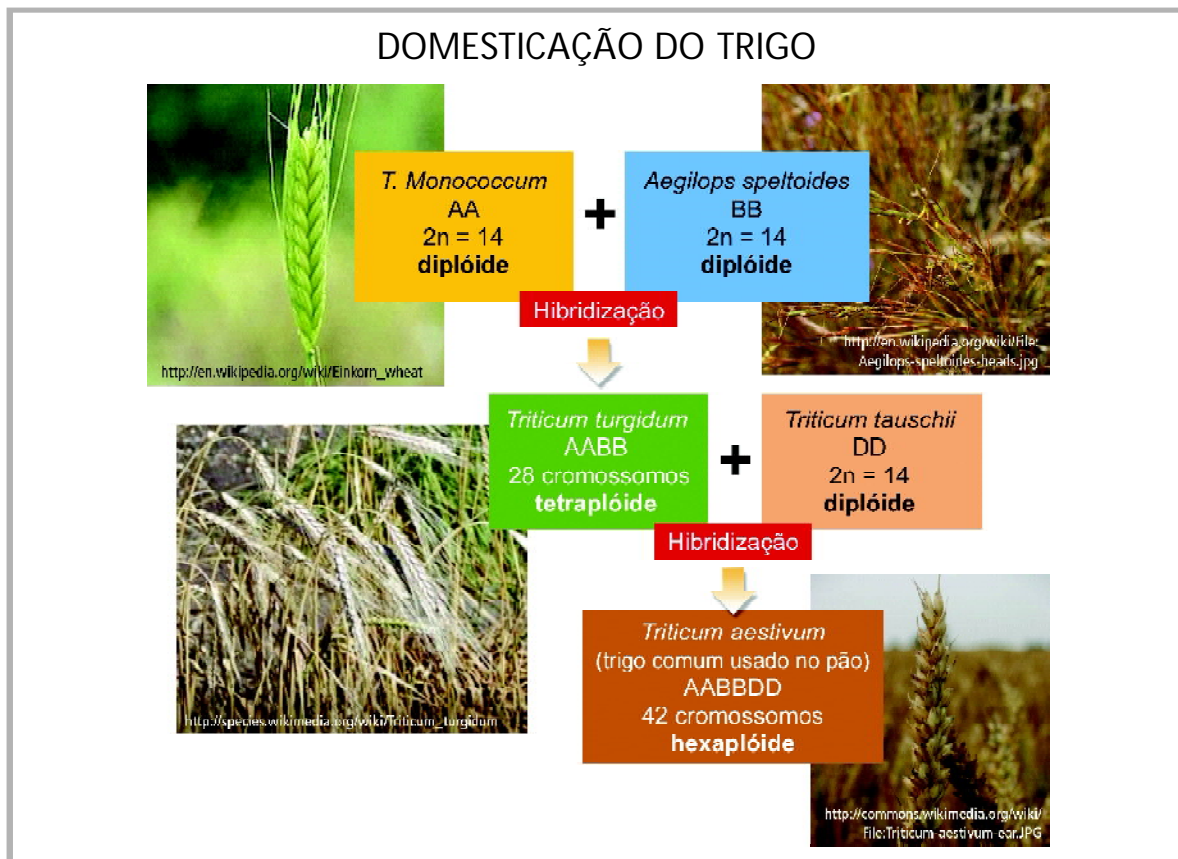 DOMESTICAÇÃO DO TRIGO
T. Monococcum
AA
2n = 14
diplóide
+
Aegilops speltoides
BB
2n = 14
diplóide
Hibridização
http://en.wikipedia.org/wiki/Einkorn_wheat
http://en.wikipedia.org/wiki/File:
Aegilops-speltoides-heads.jpg
Triticum turgidum
AABB
28 cromossomos
tetraplóide
+
Triticum tauschii
DD
2n = 14
diplóide
Hibridização
http://species.wikimedia.org/wiki/Triticum_turgidum
Triticum aestivum
(trigo comum usado no pão)
AABBDD
42 cromossomos
hexaplóide
http://commons.wikimedia.org/wiki/
File:Triticum-aestivum-ear.JPG